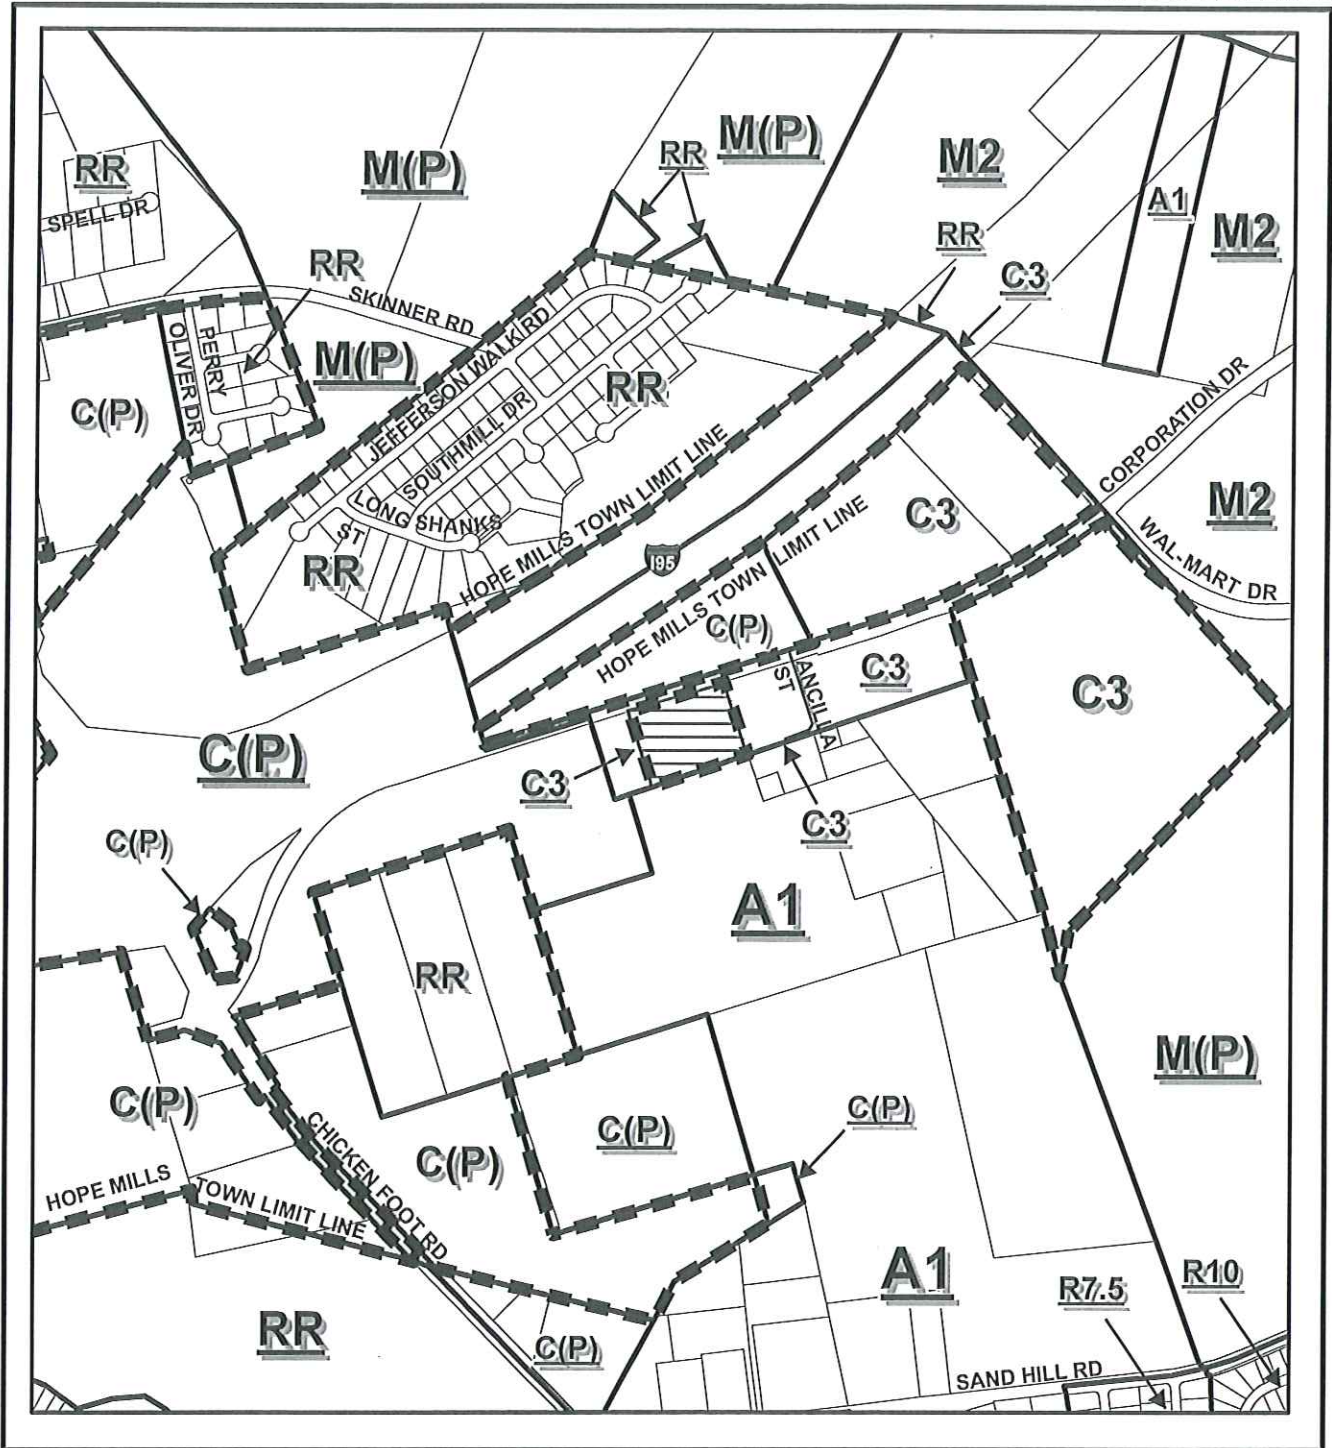 M(P)
RR
M(P)
M2
RR
A1
SPELL DR
M2
RR
RR
C3
SKINNER RD
JEFFERSON WALK RD
M(P)
PERRY
OLIVER DR
C(P)
RR
SOUTHMILL DR
CORPORATION DR
LONG SHANKS
ST
HOPE MILLS TOWN LIMIT LINE
C3
M2
WAL-MART DR
I95
RR
HOPE MILLS TOWN LIMIT LINE
C(P)
ANCILLA
ST
C3
C3
C(P)
C3
C3
C(P)
A1
RR
M(P)
C(P)
CHICKEN FOOT RD
C(P)
C(P)
C(P)
HOPE MILLS
TOWN LIMIT LINE
A1
R7.5
R10
RR
C(P)
SAND HILL RD